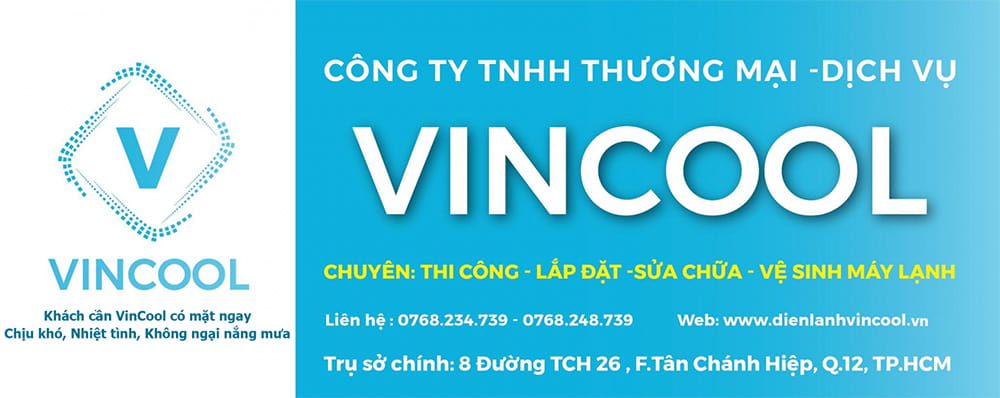 V
VINCOOL
Khách cần VinCool có mặt ngay
Chịu khó, Nhiệt tình, Không ngại nắng mưa
CÔNG TY TNHH THƯƠNG MẠI -DỊCH VỤ
VINCOOL
CHUYÊN: THI CÔNG - LẮP ĐẶT -SỬA CHỮA - VỆ SINH MÁY LẠNH
Liên hệ : 0768.234.739 - 0768.248.739 Web: www.dienlanhvincool.vn
Trụ sở chính: 8 Đường TCH 26 , F.Tân Chánh Hiệp, Q.12, TP.HCM